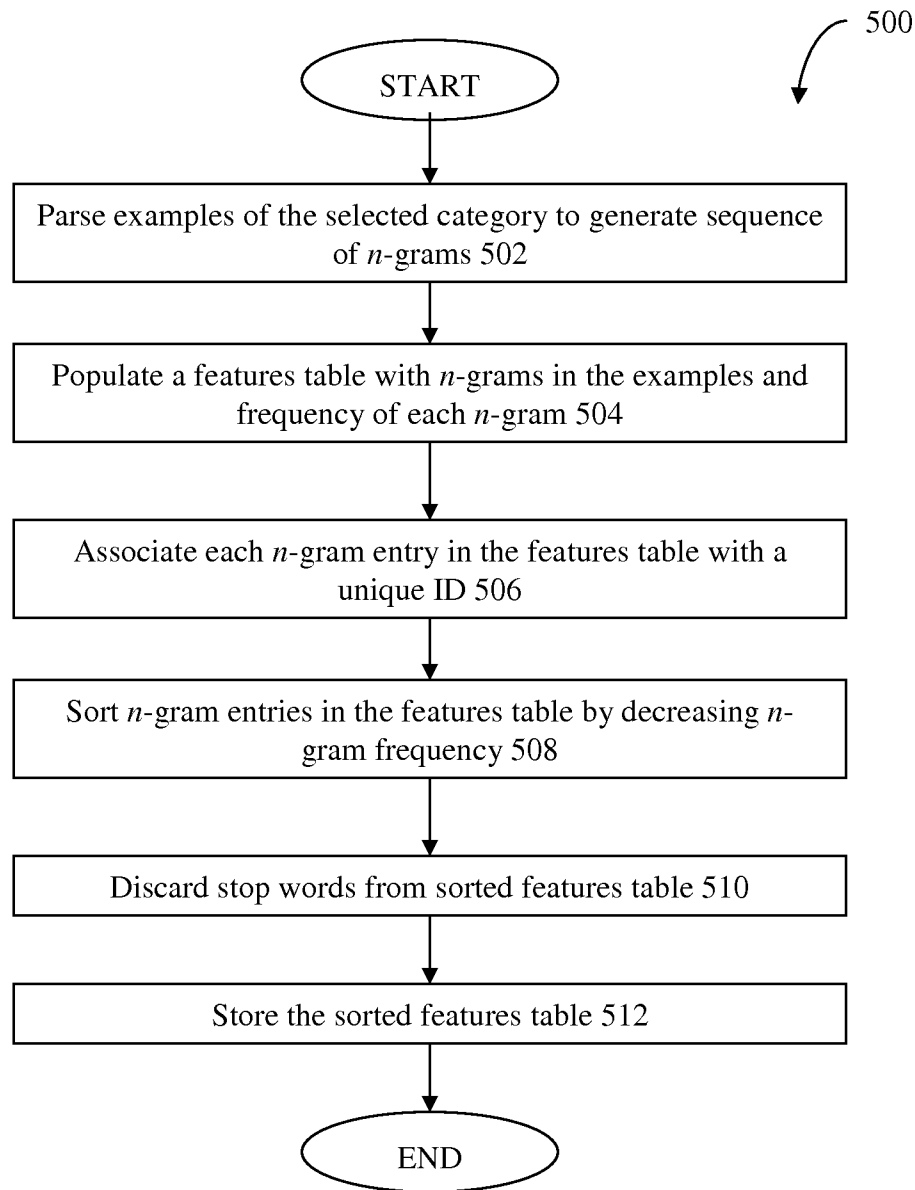 500
START
Parse examples of the selected category to generate sequence
of n-grams 502
Populate a features table with n-grams in the examples and
frequency of each n-gram 504
Associate each n-gram entry in the features table with a
unique ID 506
Sort n-gram entries in the features table by decreasing n-
gram frequency 508
Discard stop words from sorted features table 510
Store the sorted features table 512
END